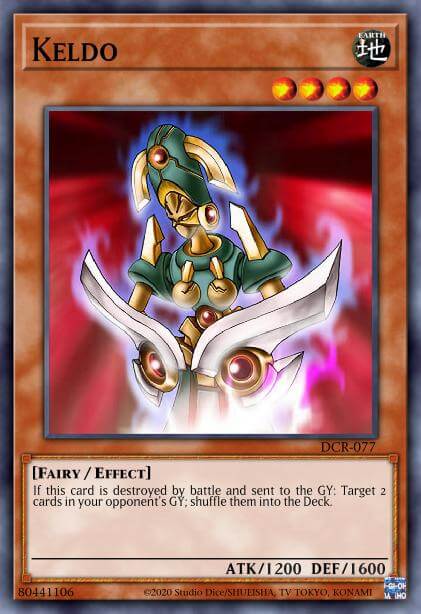 KELDO
EARTH
地
DCR-077
[FAIRY / EFFECT]
If this card is destroyed by battle and sent to the GY: Target 2
cards in your opponent's GY; shuffle them into the Deck.
ATK/1200 DEF/1600
80441106
©2020 Studio Dice/SHUEISHA, TV TOKYO, KONAMI